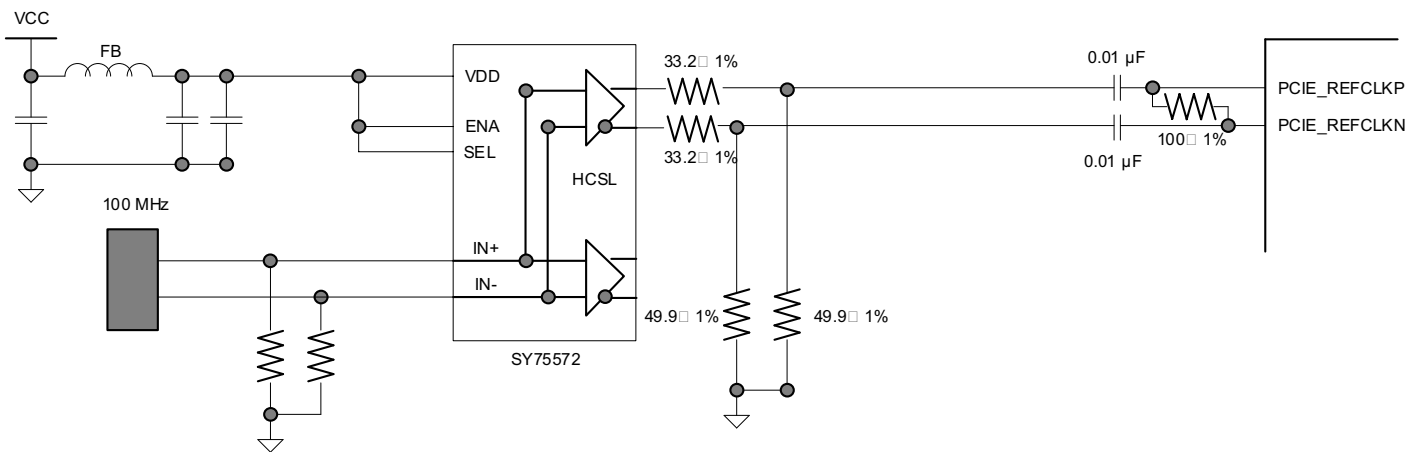 VCC
FB
VDD
ENA
SEL
HCSL
33.2□ 1%
33.2□ 1%
0.01 µF
0.01 µF
100□ 1%
PCIE_REFCLKP
PCIE_REFCLKN
100 MHz
IN+
IN-
49.9□ 1%
49.9□ 1%
SY75572